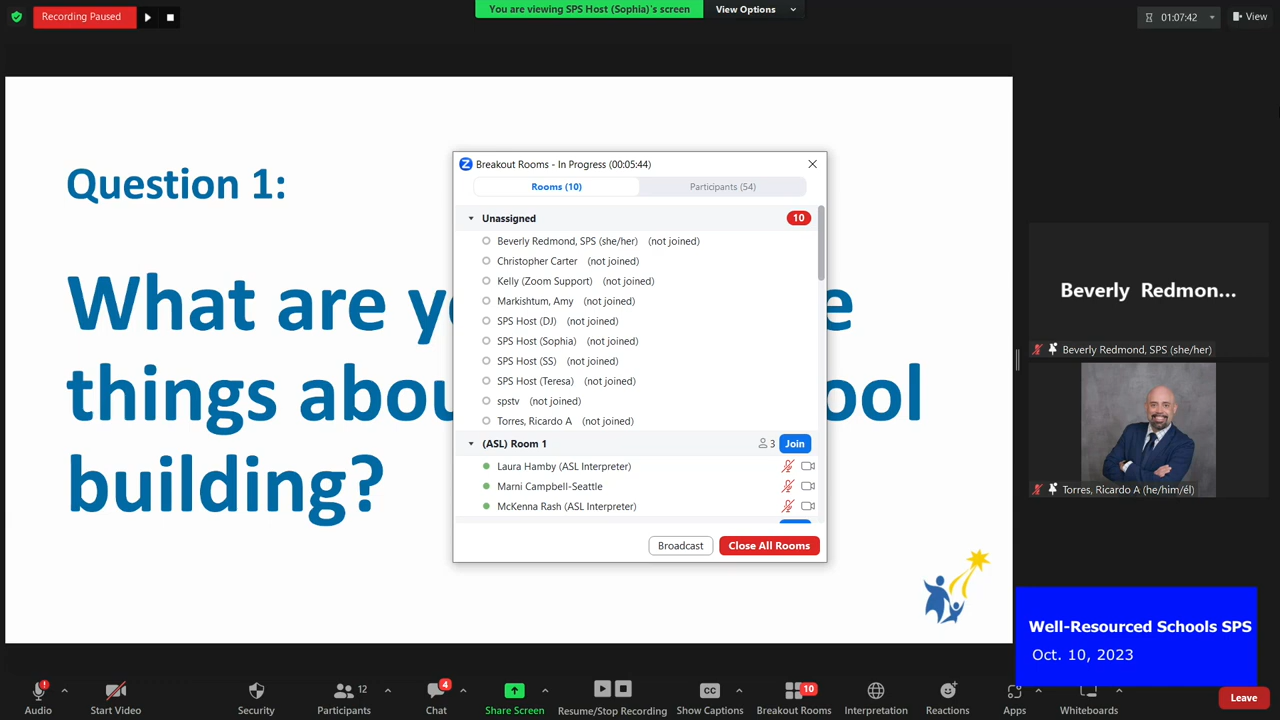 Recording Paused
You are viewing SPS Host (Sophia)'s screen
View Options
01:07:42
View
Question 1:
What are
things
building?
Breakout Rooms - In Progress (00:05:44)
Rooms (10)
Participants (54)
Unassigned
10
Beverly Redmond, SPS (she/her) (not joined)
Christopher Carter (not joined)
Kelly (Zoom Support) (not joined)
Markishtum, Amy (not joined)
SPS Host (DJ) (not joined)
SPS Host (Sophia) (not joined)
SPS Host (SS) (not joined)
SPS Host (Teresa) (not joined)
spstv (not joined)
Torres, Ricardo A (not joined)
(ASL) Room 1
3
Join
Laura Hamby (ASL Interpreter)
Marni Campbell-Seattle
McKenna Rash (ASL Interpreter)
Broadcast
Close All Rooms
Beverly Redmon...
Beverly Redmond, SPS (she/her)
Torres, Ricardo A (he/him/él)
Well-Resourced Schools SPS
Oct. 10, 2023
Audio
Start Video
Security
12
Participants
4
Chat
Share Screen
Resume/Stop Recording
CC
Show Captions
10
Breakout Rooms
Interpretation
Reactions
Apps
Whiteboards
Leave